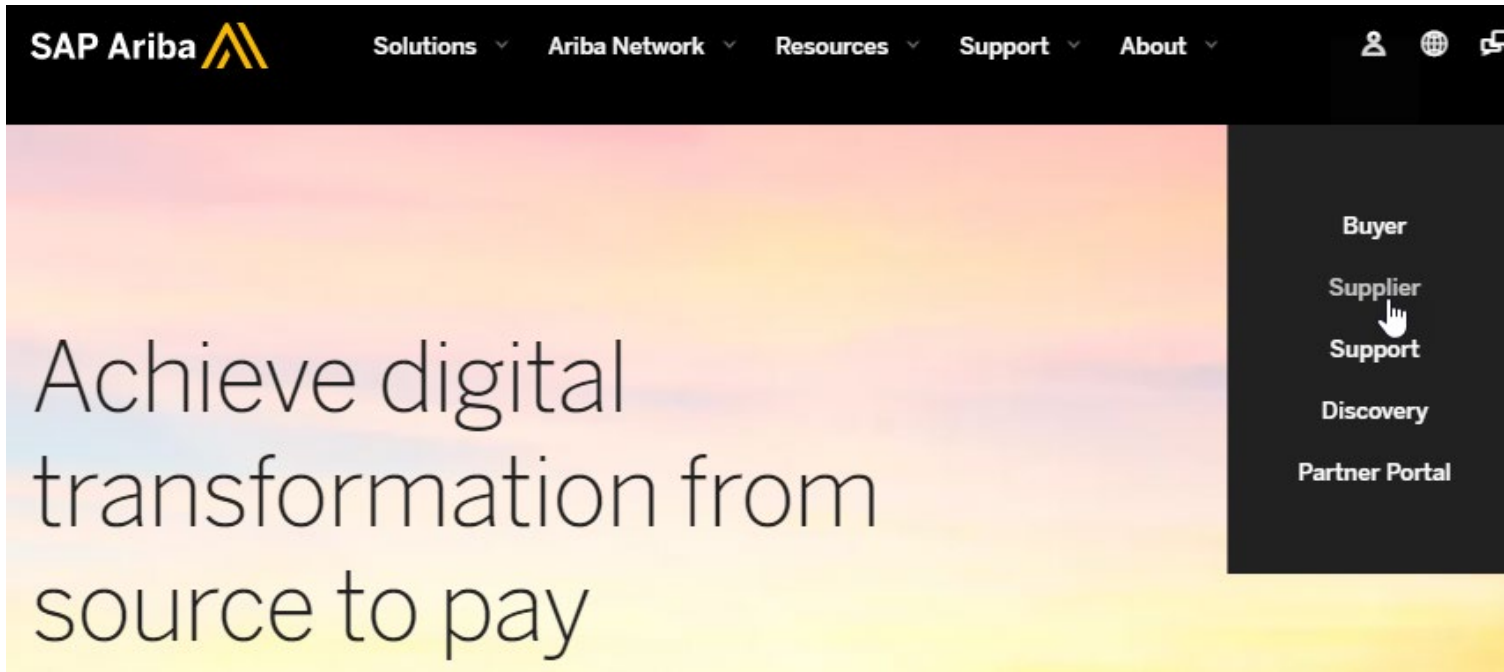 SAP Ariba
Solutions Ariba Network Resources Support About
Buyer
Supplier
Support
Discovery
Partner Portal
Achieve digital
transformation from
source to pay